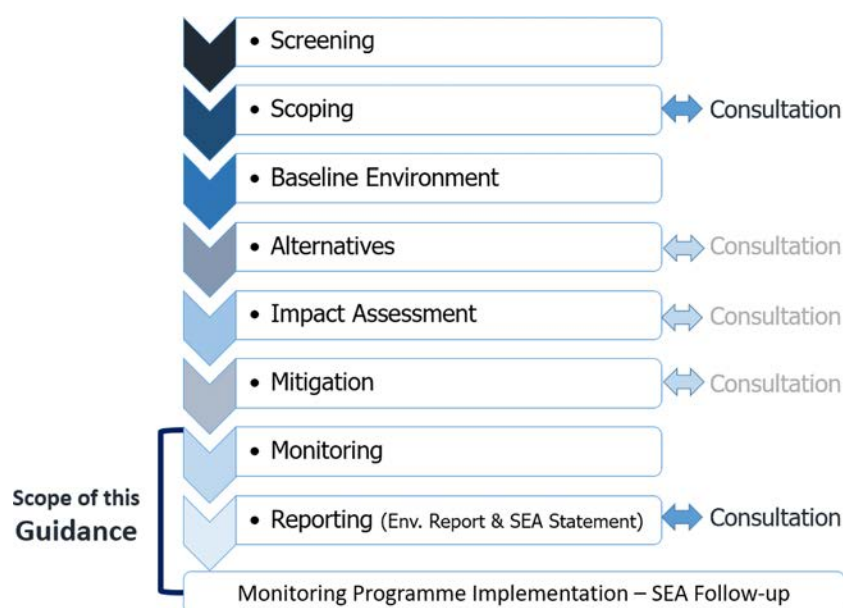 • Screening
• Scoping
Consultation
• Baseline Environment
• Alternatives
Consultation
• Impact Assessment
Consultation
• Mitigation
Consultation
• Monitoring
Scope of this
Guidance
• Reporting (Env. Report & SEA Statement)
Consultation
Monitoring Programme Implementation – SEA Follow-up